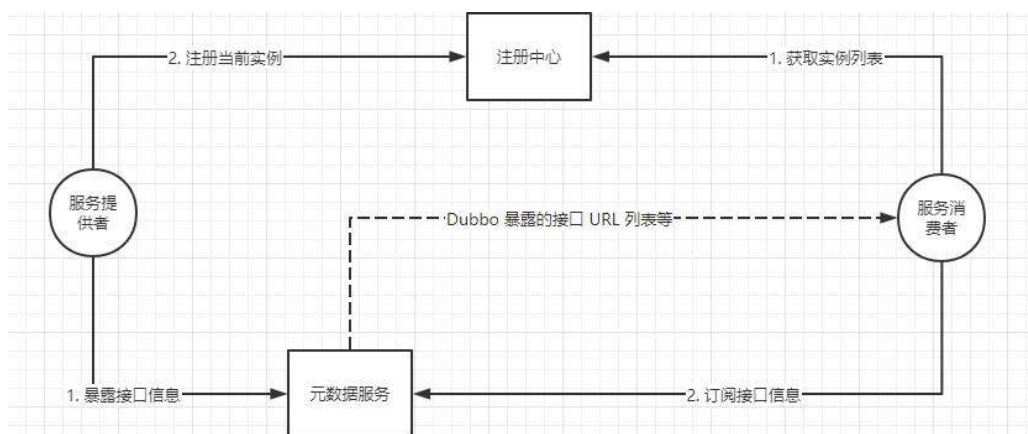 注册中心
2. 注册当前实例
1. 获取实例列表
服务提
供者
服务消
费者
Dubbo 暴露的接口 URL 列表等
1. 暴露接口信息
元数据服务
2. 订阅接口信息